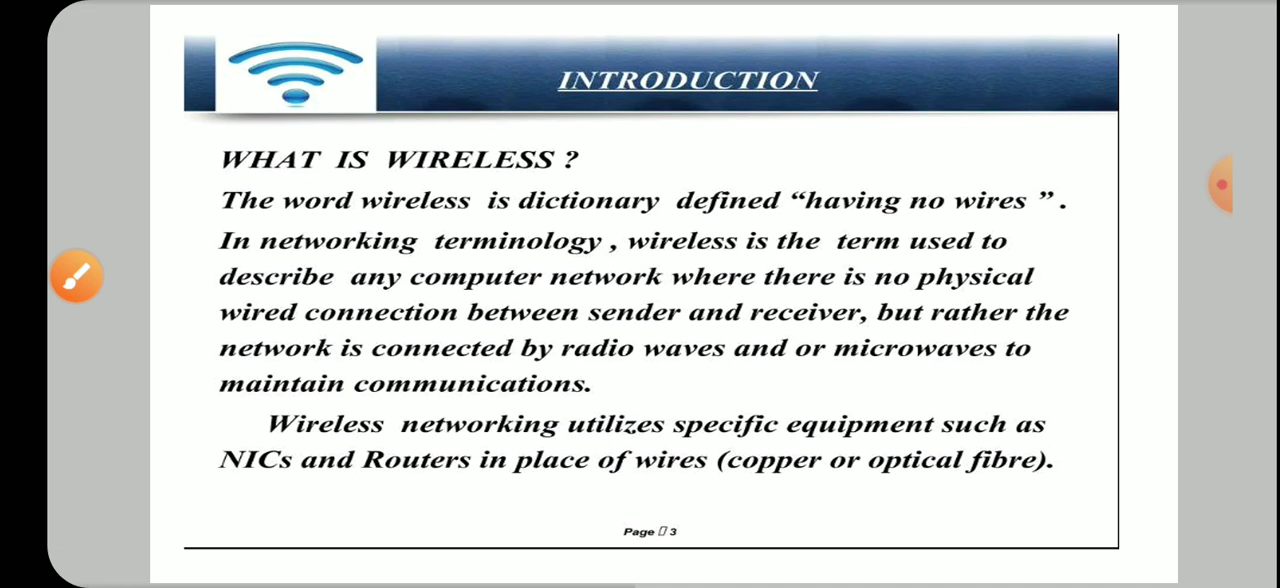 INTRODUCTION
WHAT IS WIRELESS ?
The word wireless is dictionary defined “having no wires ” .
In networking terminology , wireless is the term used to
describe any computer network where there is no physical
wired connection between sender and receiver, but rather the
network is connected by radio waves and or microwaves to
maintain communications.
Wireless networking utilizes specific equipment such as
NICs and Routers in place of wires (copper or optical fibre).
Page 3